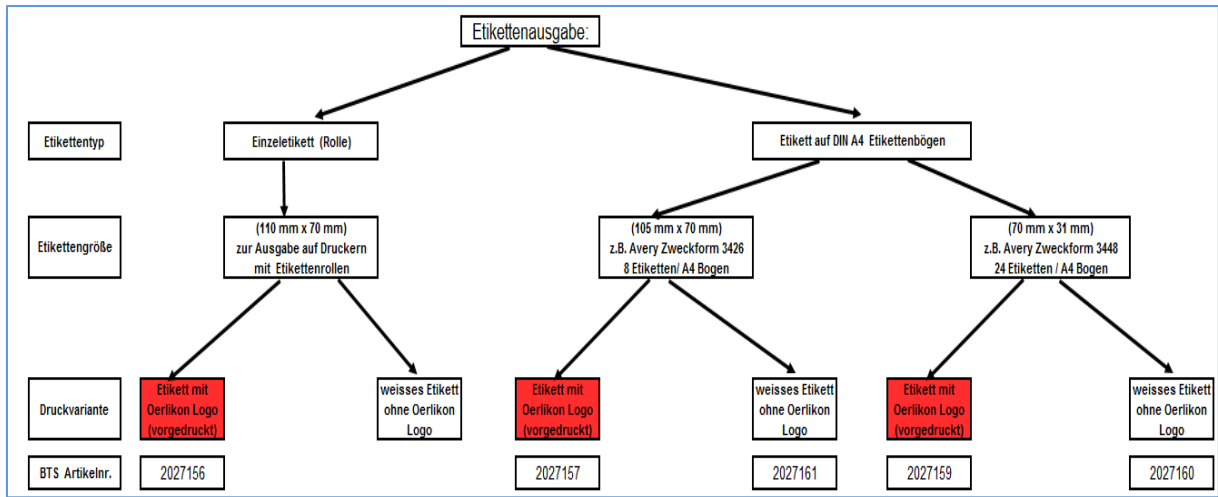 Etikettenausgabe:
Etikettentyp
Einzeletikett (Rolle)
Etikett auf DIN A4 Etikettenbögen
Etikettengröße
(110 mm x 70 mm)
zur Ausgabe auf Druckern
mit Etikettenrollen
(105 mm x 70 mm)
z.B. Avery Zweckform 3426
8 Etiketten/ A4 Bogen
(70 mm x 31 mm)
z.B. Avery Zweckform 3448
24 Etiketten / A4 Bogen
Druckvariante
Etikett mit
Oerlikon Logo
(vorgedruckt)
weisses Etikett
ohne Oerlikon
Logo
Etikett mit
Oerlikon Logo
(vorgedruckt)
weisses Etikett
ohne Oerlikon
Logo
Etikett mit
Oerlikon Logo
(vorgedruckt)
weisses Etikett
ohne Oerlikon
Logo
BTS Artikelnr.
2027156
2027157
2027161
2027159
2027160